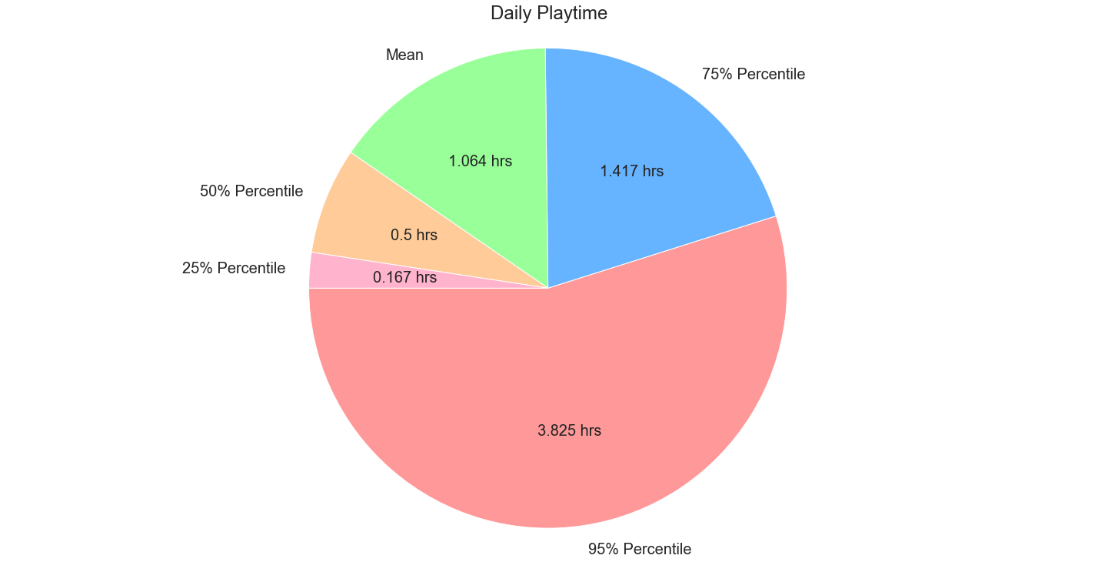 Daily Playtime
Mean
75% Percentile
1.064 hrs
1.417 hrs
50% Percentile
0.5 hrs
25% Percentile
0.167 hrs
3.825 hrs
95% Percentile